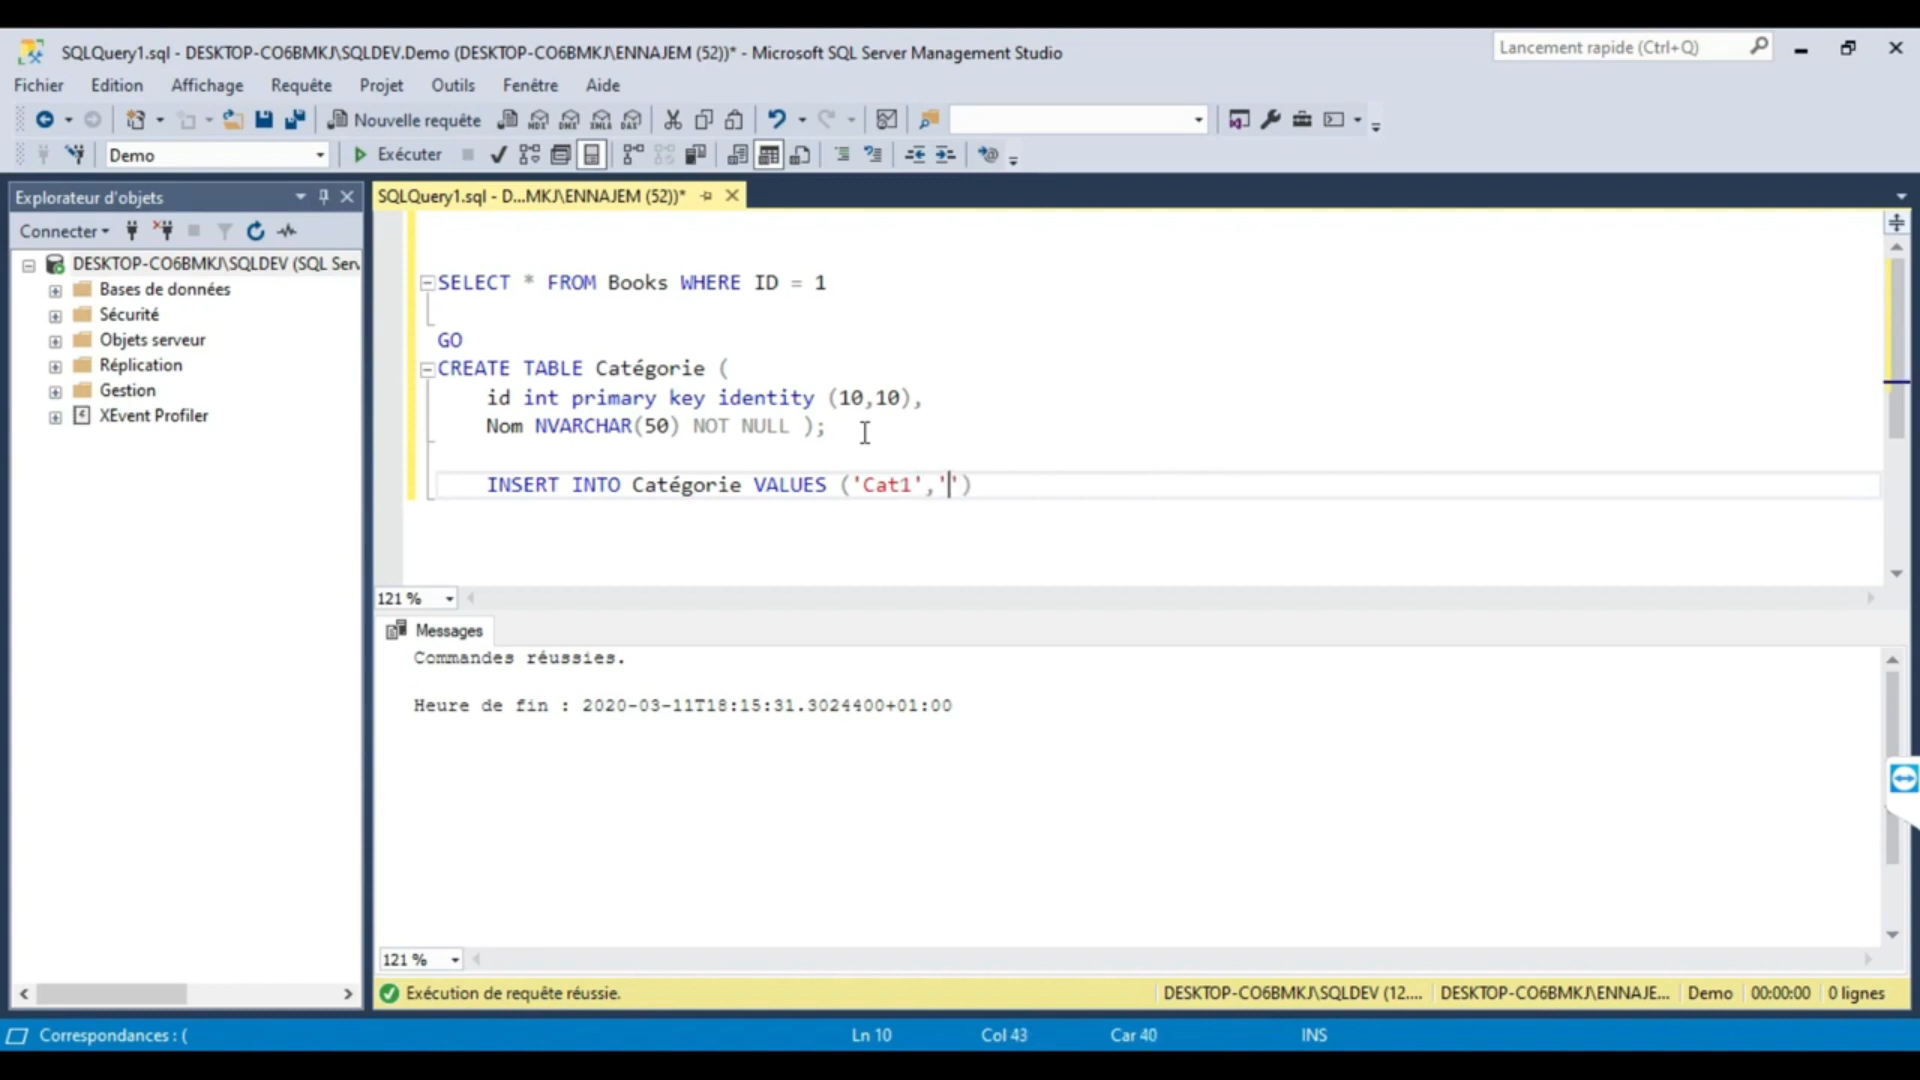 SQLQuery1.sql - DESKTOP-CO6BMKJ\SQLDEV.Demo (DESKTOP-CO6BMKJ\ENNAJEM (52))* - Microsoft SQL Server Management Studio
Lancement rapide (Ctrl+Q)
Fichier Edition Affichage Requête Projet Outils Fenêtre Aide
Nouvelle requête
Demo Exécuter
Explorateur d'objets
SQLQuery1.sql - D...MKJ\ENNAJEM (52))*
Connecter
DESKTOP-CO6BMKJ\SQLDEV (SQL Ser
Bases de données
Sécurité
Objets serveur
Réplication
Gestion
XEvent Profiler
SELECT * FROM Books WHERE ID = 1
GO
CREATE TABLE Catégorie (
id int primary key identity (10,10),
Nom NVARCHAR(50) NOT NULL );
INSERT INTO Catégorie VALUES ('Cat1','')
121 %
Messages
Commandes réussies.
Heure de fin : 2020-03-11T18:15:31.3024400+01:00
121 %
Exécution de requête réussie. DESKTOP-CO6BMKJ\SQLDEV (12.... DESKTOP-CO6BMKJ\ENNAJE... Demo 00:00:00 0 lignes
Correspondances : ( Ln 10 Col 43 Car 40 INS